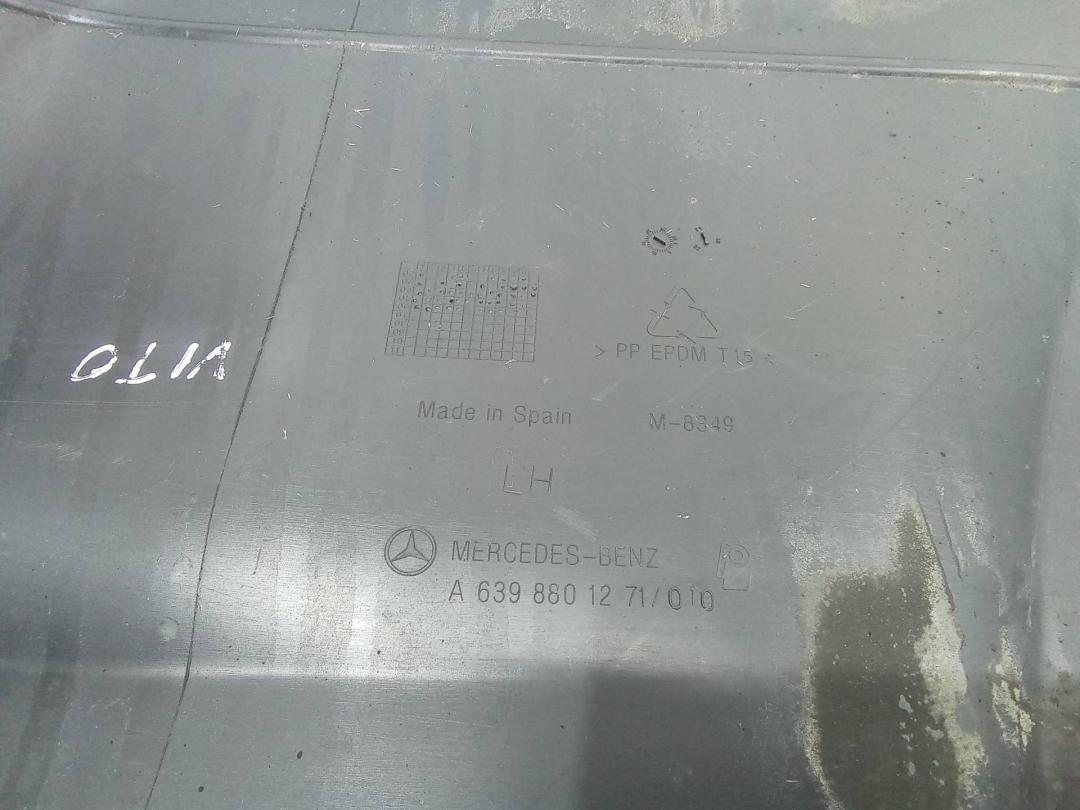 > PP EPDM T15 <
VITO
Made in Spain M-8349
LH
MERCEDES-BENZ
A 639 880 12 71/010